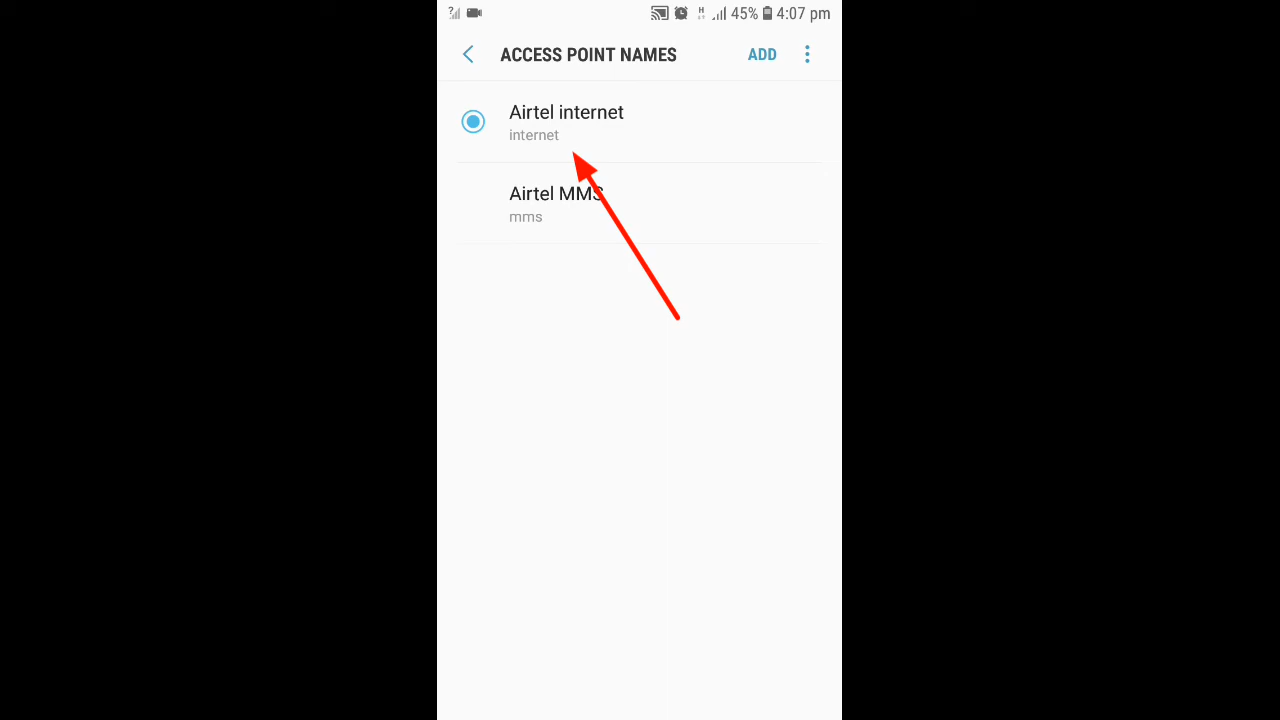 ? H 45% 4:07 pm
ACCESS POINT NAMES ADD
Airtel internet
internet
Airtel MMS
mms